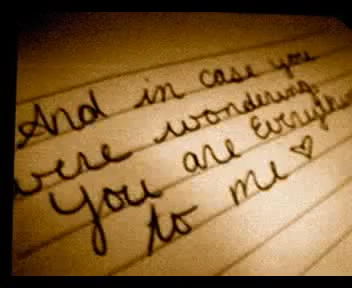 And in case you
were wondering.
You are Everything
to me ♡